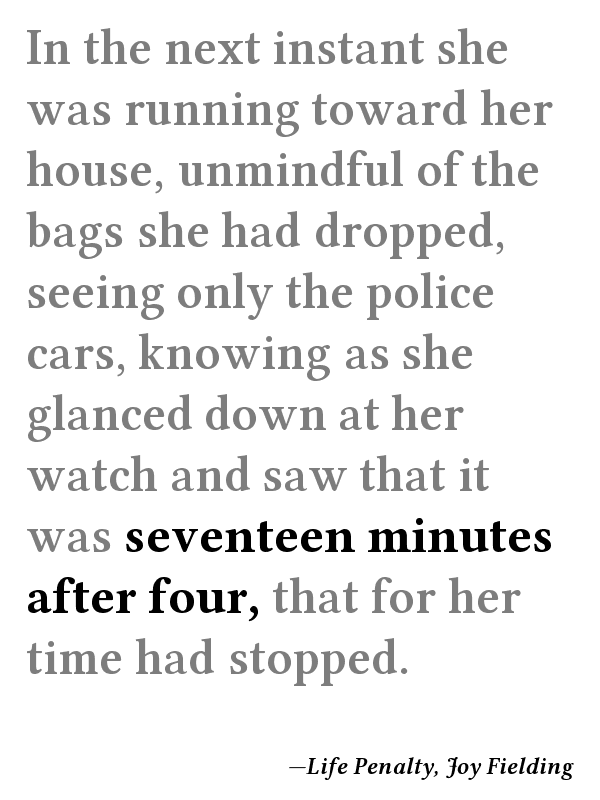 In the next instant she
was running toward her
house, unmindful of the
bags she had dropped,
seeing only the police
cars, knowing as she
glanced down at her
watch and saw that it
was seventeen minutes
after four, that for her
time had stopped.
—Life Penalty, Joy Fielding